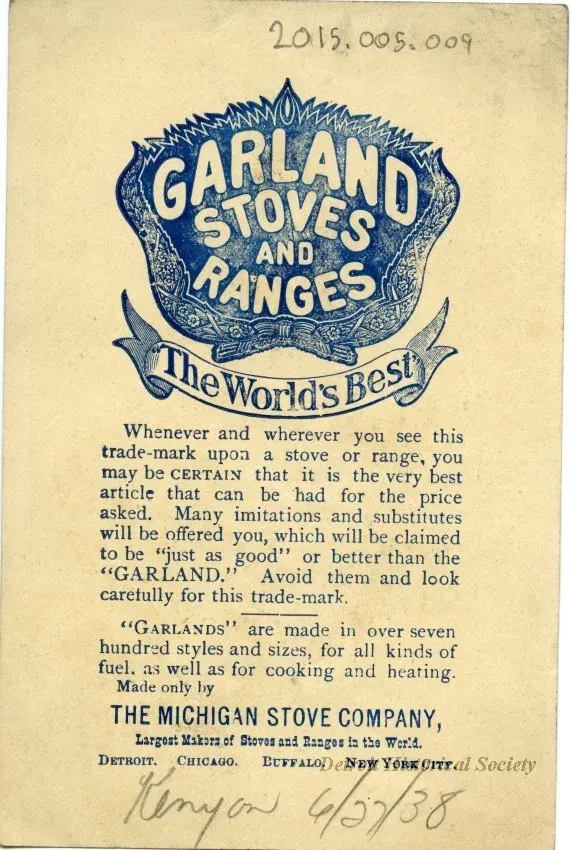 2015.005.009
GARLAND
STOVES
AND
RANGES
"The World's Best"
Whenever and wherever you see this
trade-mark upon a stove or range, you
may be CERTAIN that it is the very best
article that can be had for the price
asked. Many imitations and substitutes
will be offered you, which will be claimed
to be "just as good" or better than the
"GARLAND." Avoid them and look
carefully for this trade-mark.
"GARLANDS" are made in over seven
hundred styles and sizes, for all kinds of
fuel, as well as for cooking and heating.
Made only by
THE MICHIGAN STOVE COMPANY,
Largest Makers of Stoves and Ranges in the World.
DETROIT. CHICAGO. BUFFALO. NEW YORK CITY.
Detroit Historical Society
Kenyon 6/27/38